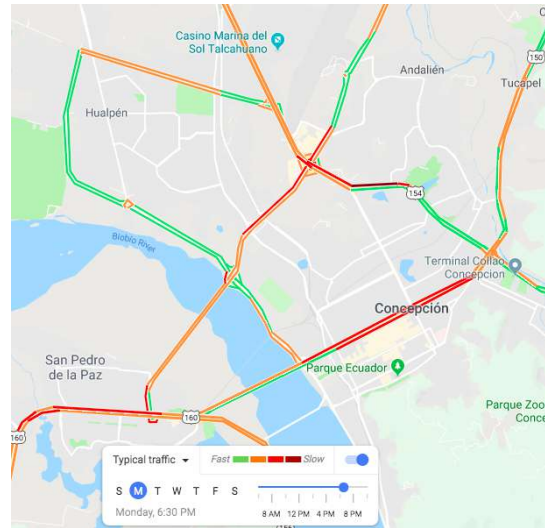 C
Casino Marina del
Sol Talcahuano
150
Andalién
Tucapel
Hualpén
154
Biobío River
Terminal Collao
Concepcion
Concepción
San Pedro
de la Paz
Parque Ecuador
160
160
Parque Zoo
Conce
Typical traffic Fast Slow
S M T W T F S
Monday, 6:30 PM
8 AM 12 PM 4 PM 8 PM